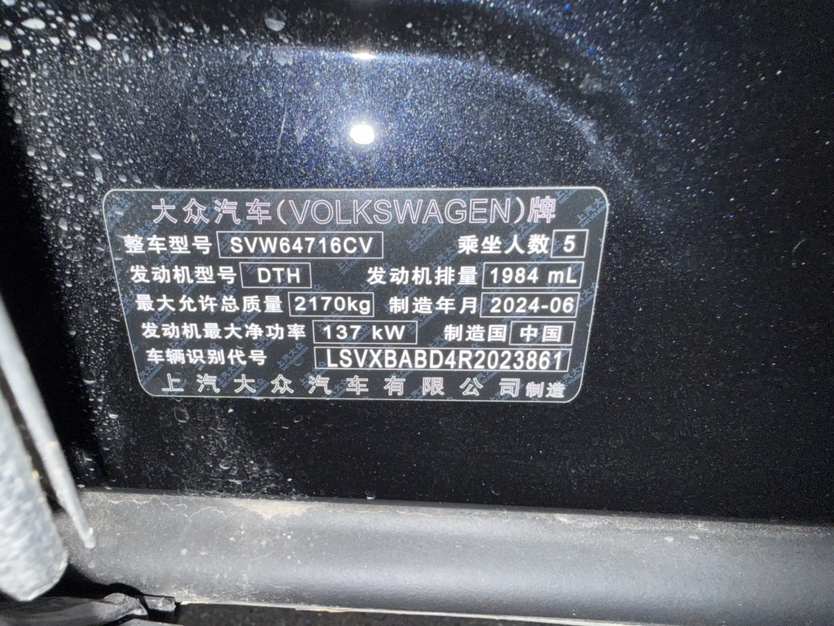 大众汽车(VOLKSWAGEN)牌
整车型号 SVW64716CV 乘坐人数 5
发动机型号 DTH 发动机排量 1984 mL
最大允许总质量 2170kg 制造年月 2024-06
发动机最大净功率 137 kW 制造国 中国
车辆识别代号 LSVXBABD4R2023861
上汽大众汽车有限公司制造